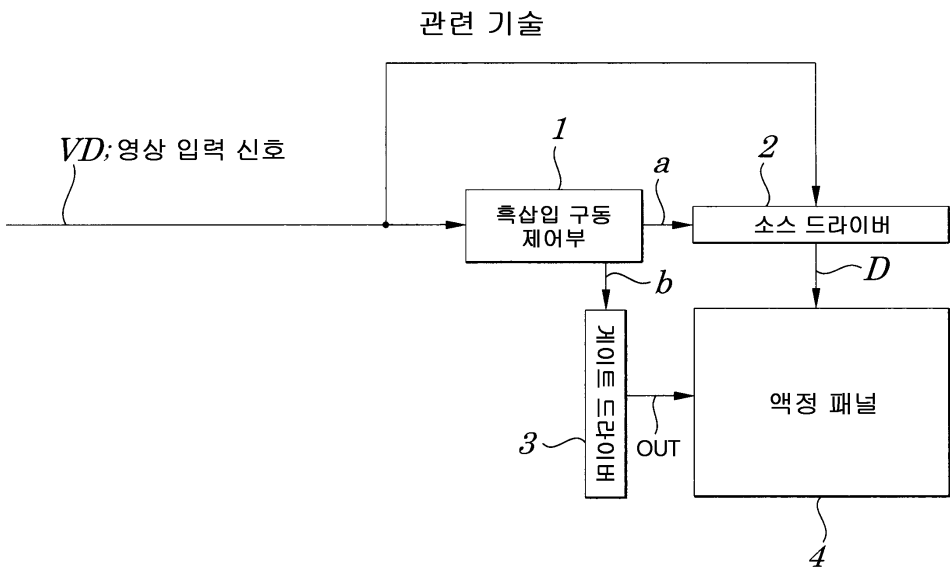 관련 기술
VD; 영상 입력 신호
1
흑삽입 구동
제어부
a
2
소스 드라이버
b
D
3
게이트 드라이버
OUT
액정 패널
4